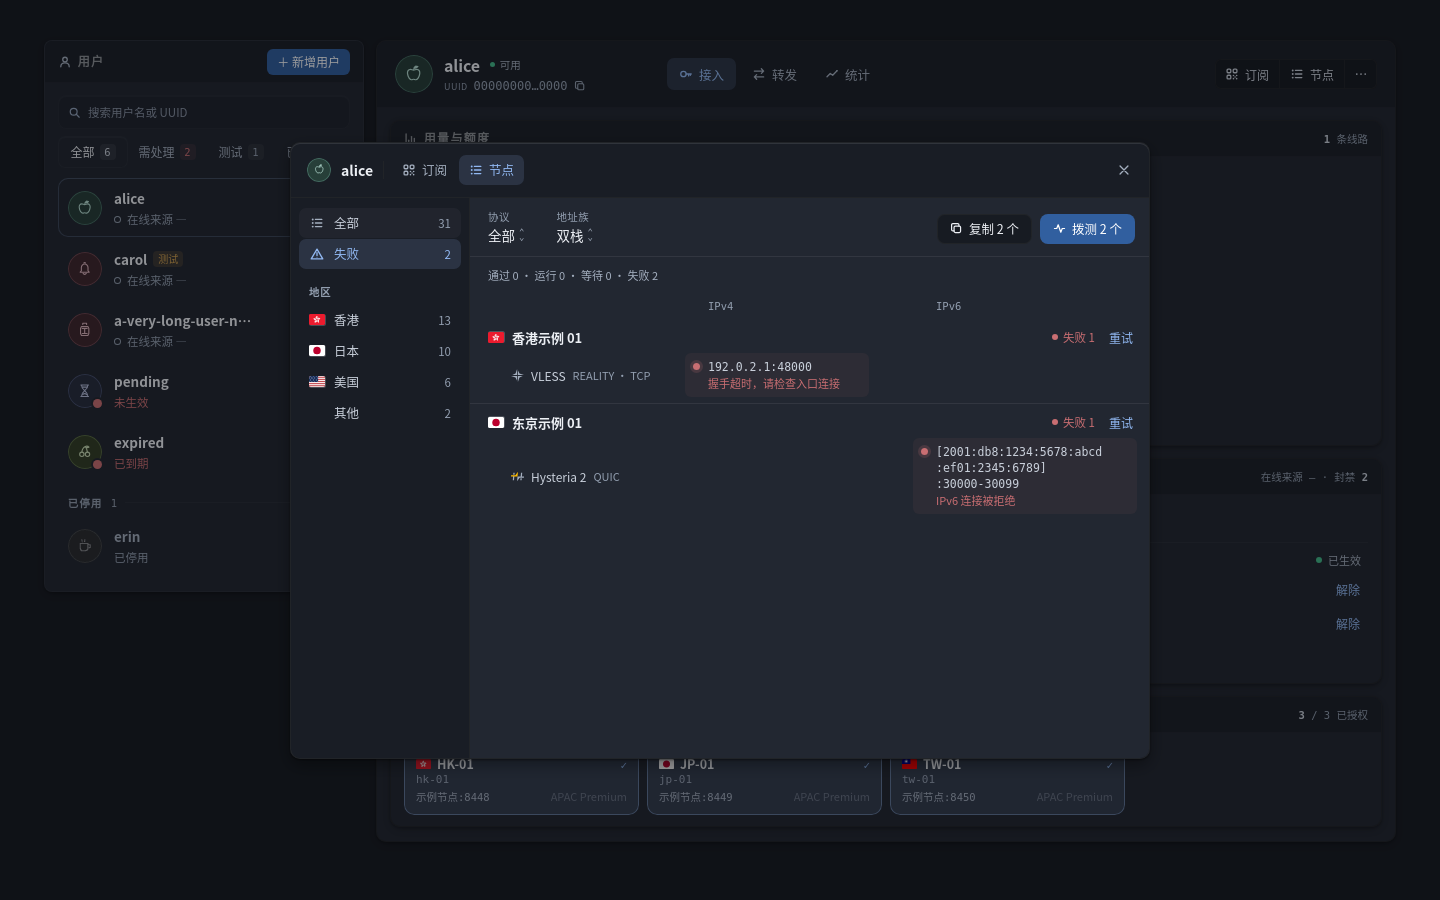 用户
新增用户
搜索用户名或 UUID
全部 6
需处理 2
测试 1
alice
在线来源 —
carol 测试
在线来源 —
a-very-long-user-n···
在线来源 —
pending
未生效
expired
已到期
已停用 1
erin
已停用
alice 可用
UUID 00000000…0000
接入
转发
统计
订阅
节点
···
用量与额度
1 条线路
alice
订阅
节点
全部 31
失败 2
地区
香港 13
日本 10
美国 6
其他 2
协议
全部
地址族
双栈
复制 2 个
拨测 2 个
通过 0 · 运行 0 · 等待 0 · 失败 2
IPv4
IPv6
香港示例 01
失败 1 重试
VLESS REALITY · TCP
192.0.2.1:48000
握手超时，请检查入口连接
东京示例 01
失败 1 重试
Hysteria 2 QUIC
[2001:db8:1234:5678:abcd
:ef01:2345:6789]
:30000-30099
IPv6 连接被拒绝
在线来源 — · 封禁 2
已生效
解除
解除
3 / 3 已授权
HK-01 ✓
hk-01
示例节点:8448 APAC Premium
JP-01 ✓
jp-01
示例节点:8449 APAC Premium
TW-01 ✓
tw-01
示例节点:8450 APAC Premium